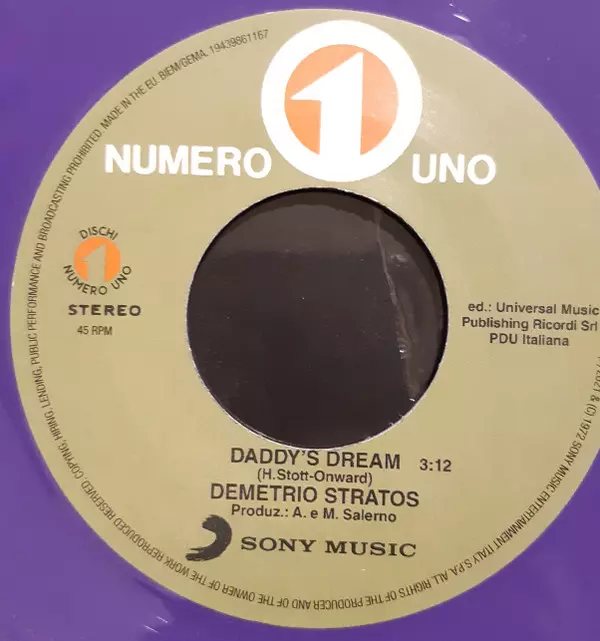 1
NUMERO UNO
DISCHI
1
NUMERO UNO
STEREO
45 RPM
ed.: Universal Music
Publishing Ricordi Srl
PDU Italiana
DADDY'S DREAM 3:12
(H.Stott-Onward)
DEMETRIO STRATOS
Produz.: A. e M. Salerno
SONY MUSIC
2021 & (C) 1972 SONY MUSIC ENTERTAINMENT ITALY S.P.A. ALL RIGHTS OF THE PRODUCER AND OF THE OWNER OF THE WORK REPRODUCED RESERVED. COPYING, HIRING, LENDING, PUBLIC PERFORMANCE AND BROADCASTING PROHIBITED. MADE IN THE EU. BIEM/GEMA. 19439861167